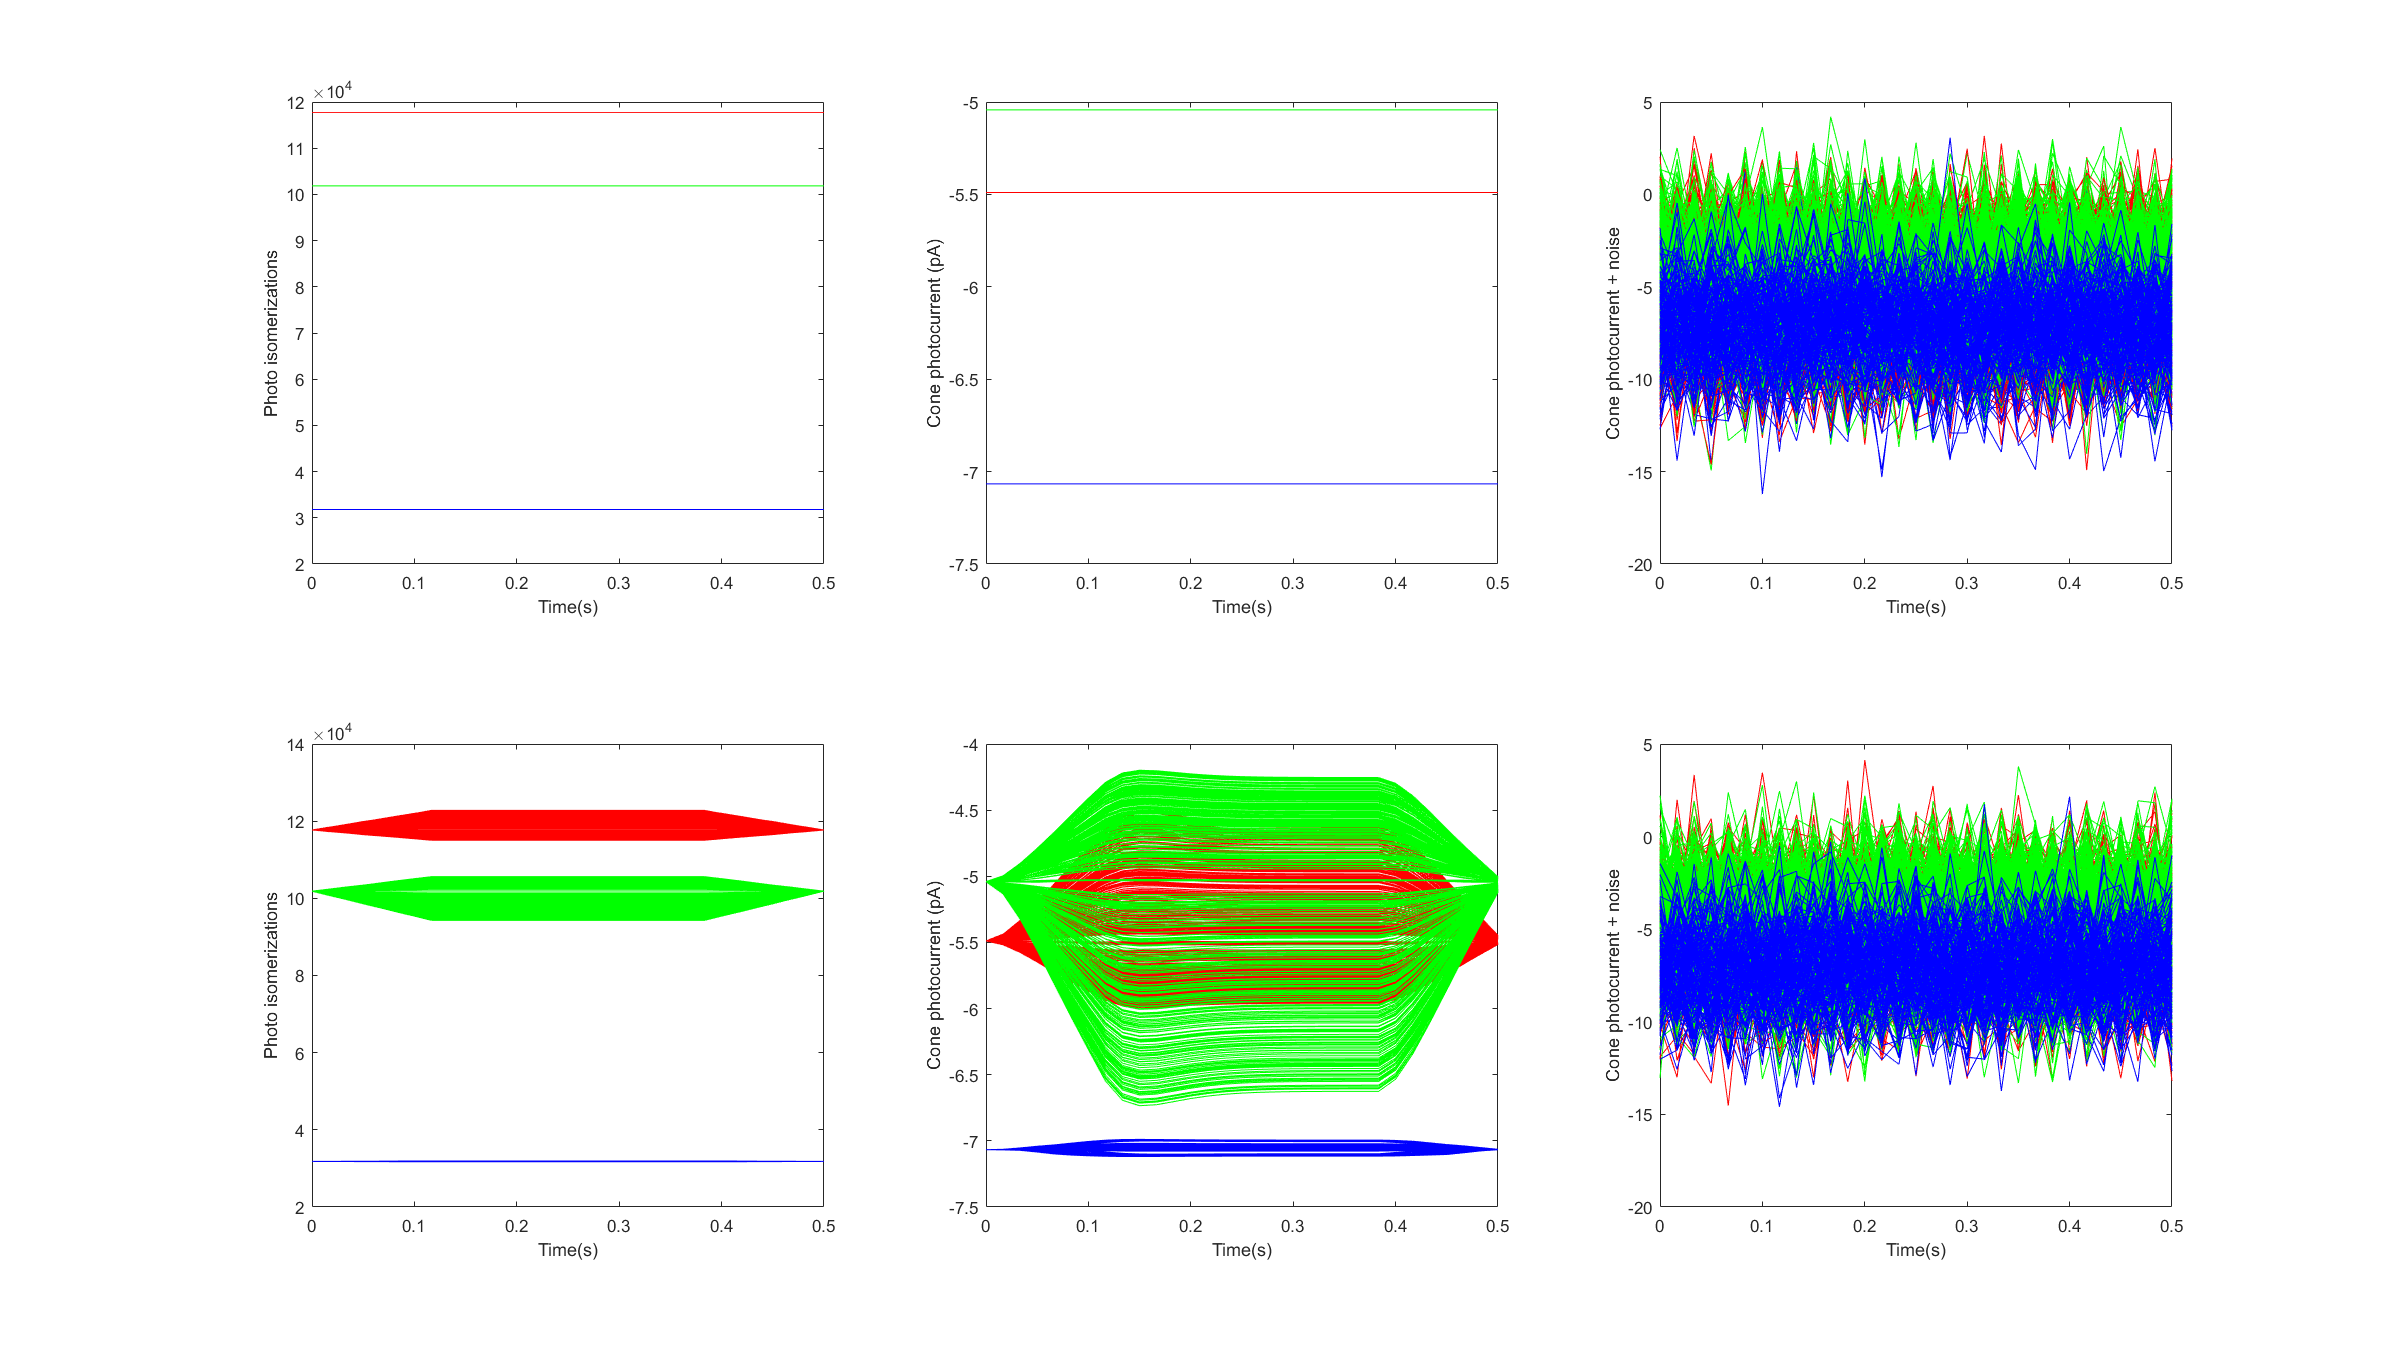 ×10⁴
12
11
10
9
8
7
6
5
4
3
2
Photo isomerizations
0 0.1 0.2 0.3 0.4 0.5
Time(s)
-5
-5.5
-6
-6.5
-7
-7.5
Cone photocurrent (pA)
0 0.1 0.2 0.3 0.4 0.5
Time(s)
5
0
-5
-10
-15
-20
Cone photocurrent + noise
0 0.1 0.2 0.3 0.4 0.5
Time(s)
×10⁴
14
12
10
8
6
4
2
Photo isomerizations
0 0.1 0.2 0.3 0.4 0.5
Time(s)
-4
-4.5
-5
-5.5
-6
-6.5
-7
-7.5
Cone photocurrent (pA)
0 0.1 0.2 0.3 0.4 0.5
Time(s)
5
0
-5
-10
-15
-20
Cone photocurrent + noise
0 0.1 0.2 0.3 0.4 0.5
Time(s)